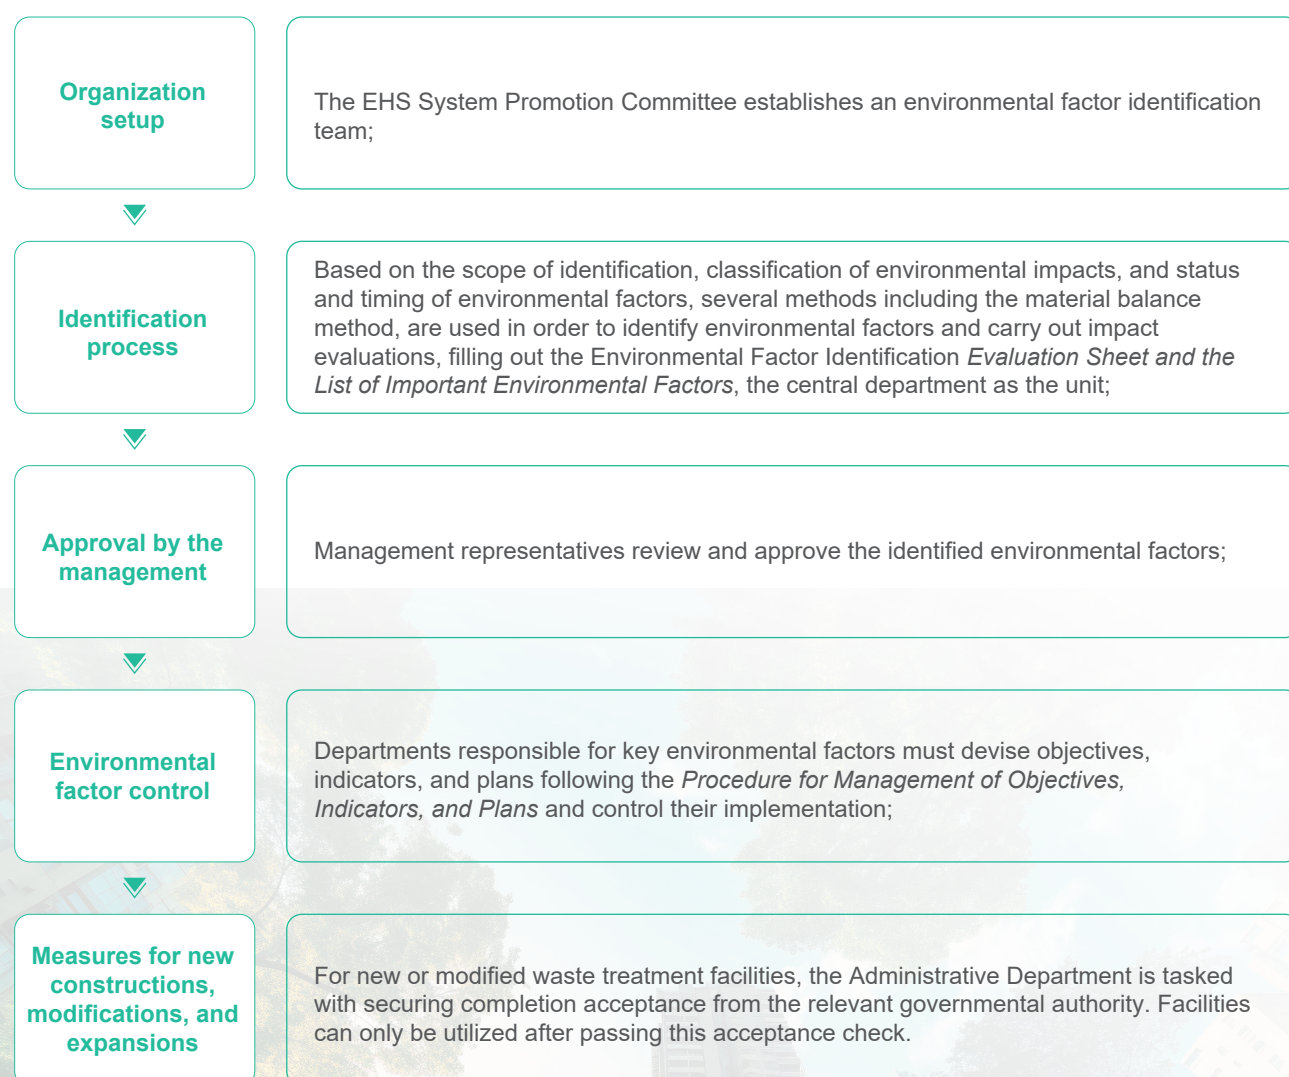 Organization
setup
The EHS System Promotion Committee establishes an environmental factor identification
team;
Identification
process
Based on the scope of identification, classification of environmental impacts, and status
and timing of environmental factors, several methods including the material balance
method, are used in order to identify environmental factors and carry out impact
evaluations, filling out the Environmental Factor Identification Evaluation Sheet and the
List of Important Environmental Factors, the central department as the unit;
Approval by the
management
Management representatives review and approve the identified environmental factors;
Environmental
factor control
Departments responsible for key environmental factors must devise objectives,
indicators, and plans following the Procedure for Management of Objectives,
Indicators, and Plans and control their implementation;
Measures for new
constructions,
modifications, and
expansions
For new or modified waste treatment facilities, the Administrative Department is tasked
with securing completion acceptance from the relevant governmental authority. Facilities
can only be utilized after passing this acceptance check.